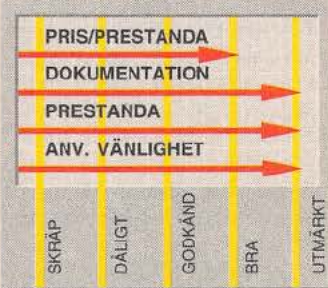 PRIS/PRESTANDA
DOKUMENTATION
PRESTANDA
ANV. VÄNLIGHET
SKRÄP
DÅLIGT
GODKÄND
BRA
UTMÄRKT